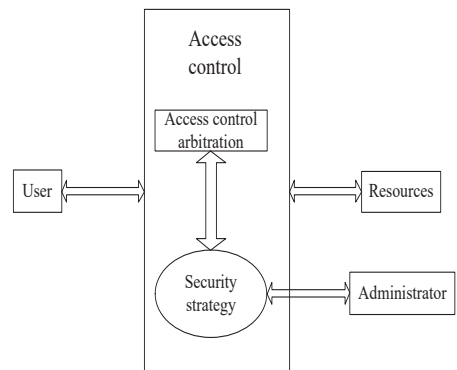 Access
control
Access control
arbitration
User
Resources
Security
strategy
Administrator